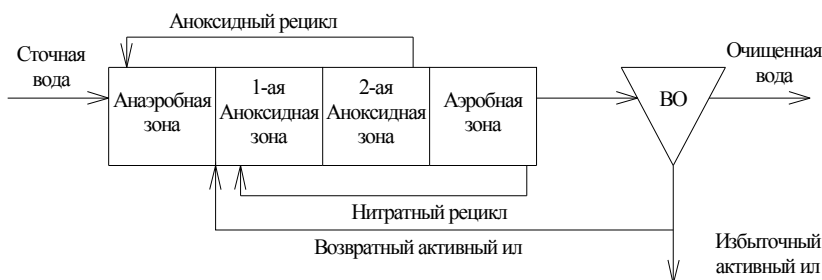 Аноксидный рецикл
Сточная
вода
Анаэробная
зона
1-ая
Аноксидная
зона
2-ая
Аноксидная
зона
Аэробная
зона
ВО
Очищенная
вода
Нитратный рецикл
Возвратный активный ил
Избыточный
активный ил